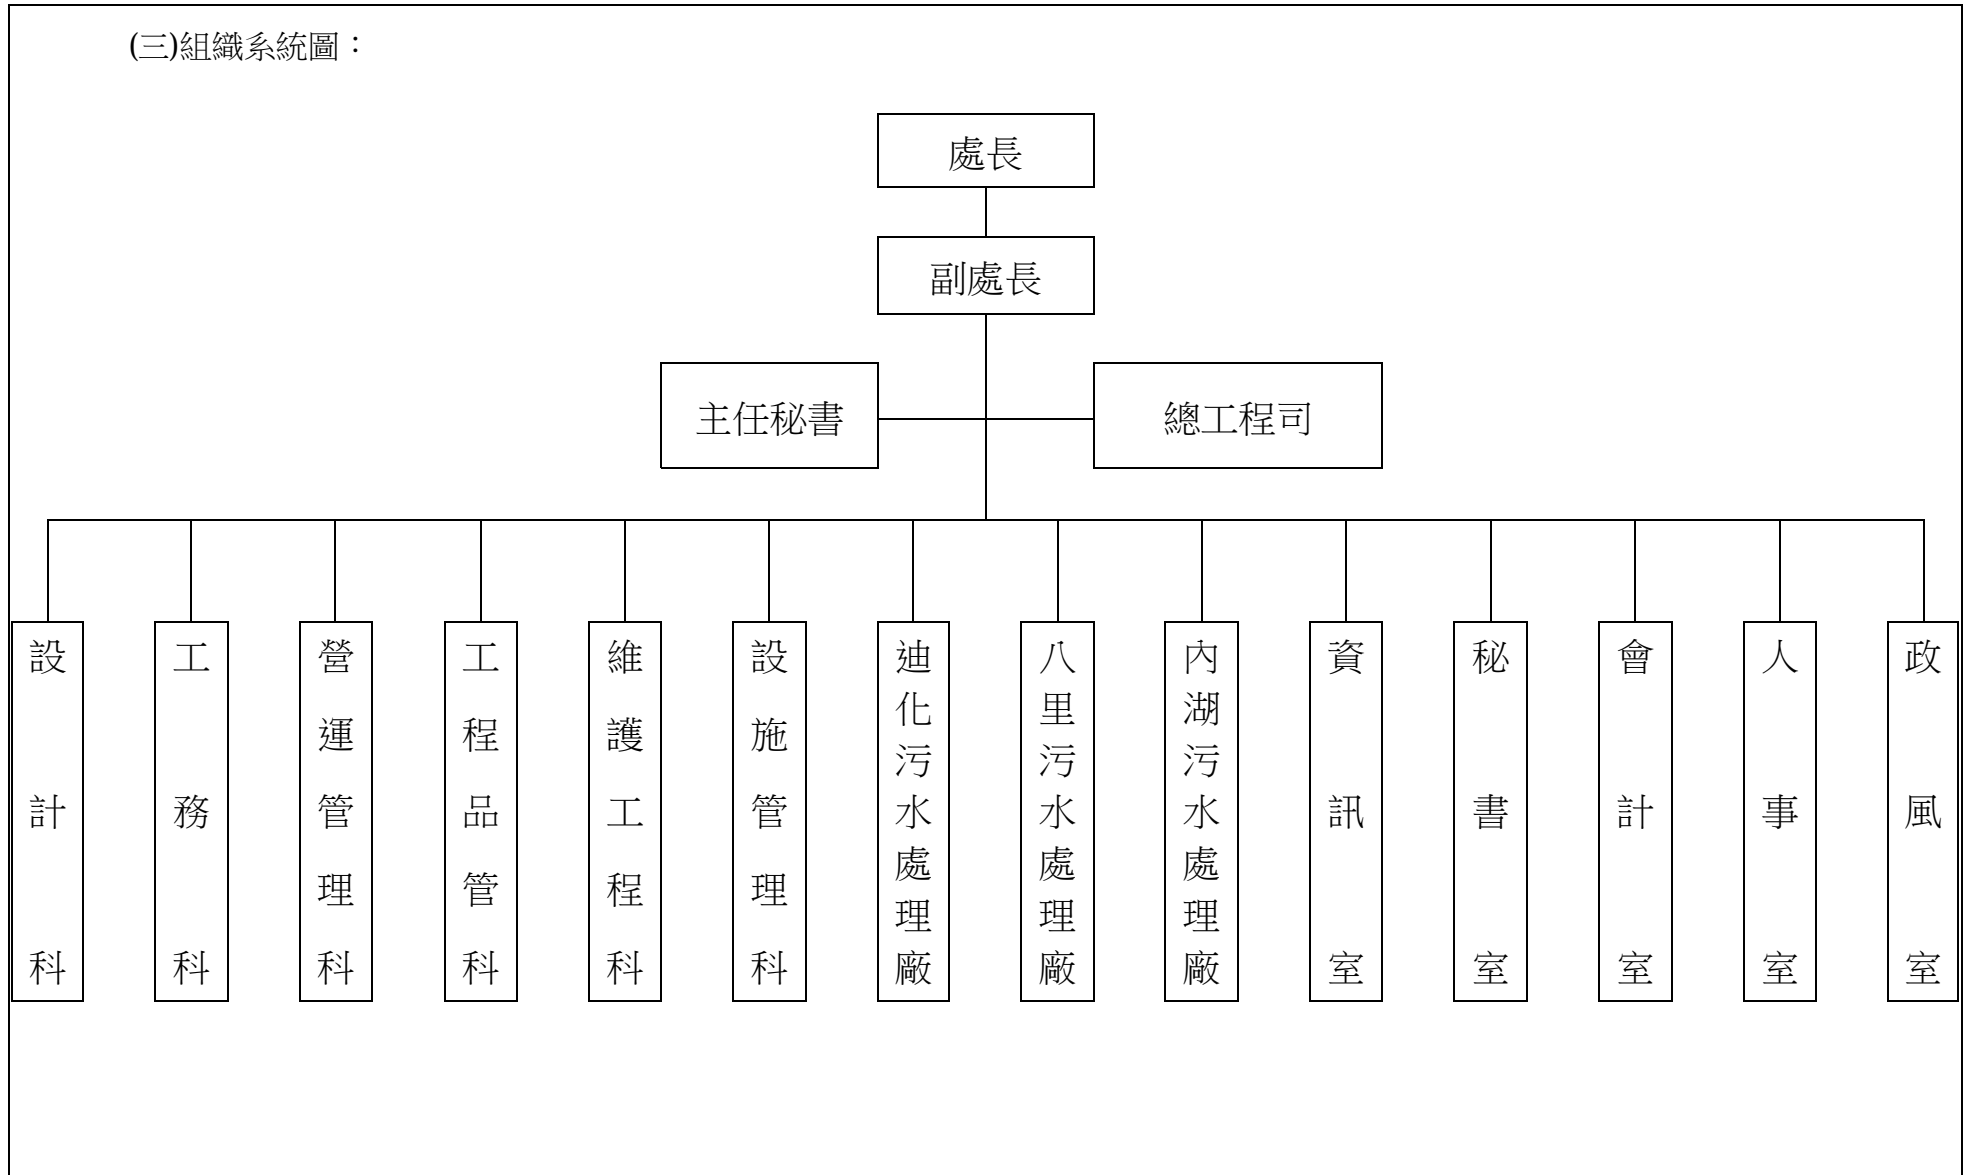 (三)組織系統圖：
處長
副處長
主任秘書
總工程司
設計科
工務科
營運管理科
工程品管科
維護工程科
設施管理科
迪化污水處理廠
八里污水處理廠
內湖污水處理廠
資訊室
秘書室
會計室
人事室
政風室